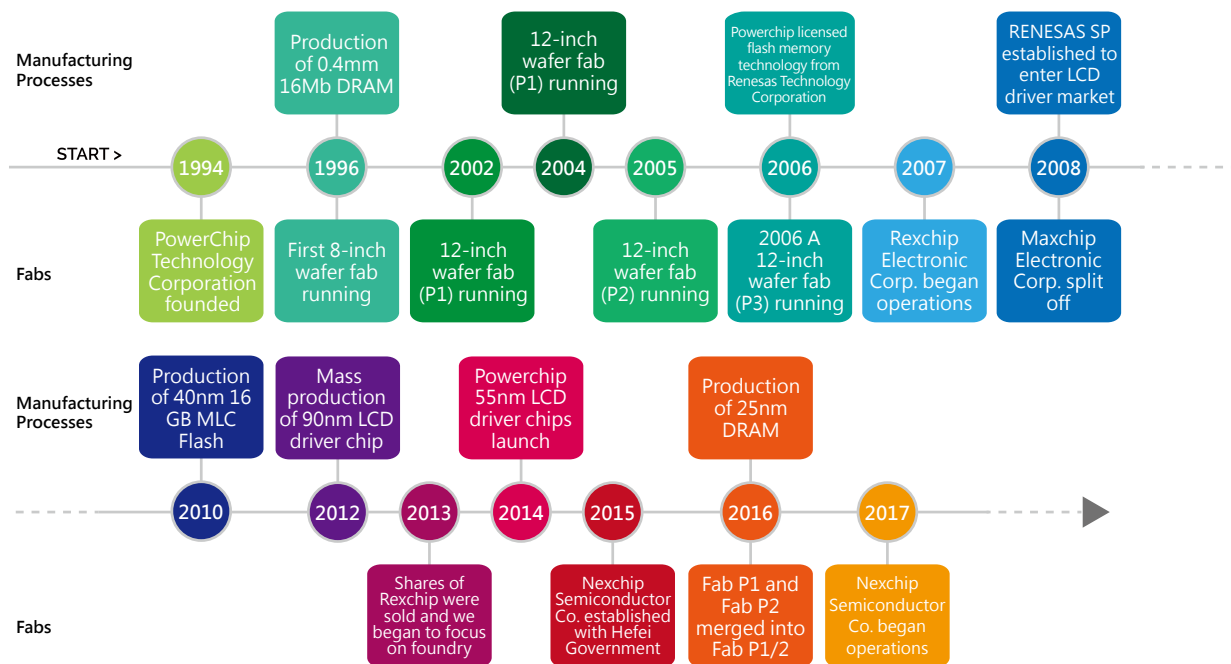 Manufacturing
Processes
Production
of 0.4mm
16Mb DRAM
12-inch
wafer fab
(P1) running
Powerchip licensed
flash memory
technology from
Renesas Technology
Corporation
RENESAS SP
established to
enter LCD
driver market
START >
1994
1996
2002
2004
2005
2006
2007
2008
Fabs
PowerChip
Technology
Corporation
founded
First 8-inch
wafer fab
running
12-inch
wafer fab
(P1) running
12-inch
wafer fab
(P2) running
2006 A
12-inch
wafer fab
(P3) running
Rexchip
Electronic
Corp. began
operations
Maxchip
Electronic
Corp. split
off
Manufacturing
Processes
Production
of 40nm 16
GB MLC
Flash
Mass
production
of 90nm LCD
driver chip
Powerchip
55nm LCD
driver chips
launch
Production
of 25nm
DRAM
2010
2012
2013
2014
2015
2016
2017
Fabs
Shares of
Rexchip were
sold and we
began to focus
on foundry
Nexchip
Semiconductor
Co. established
with Hefei
Government
Fab P1 and
Fab P2
merged into
Fab P1/2
Nexchip
Semiconductor
Co. began
operations